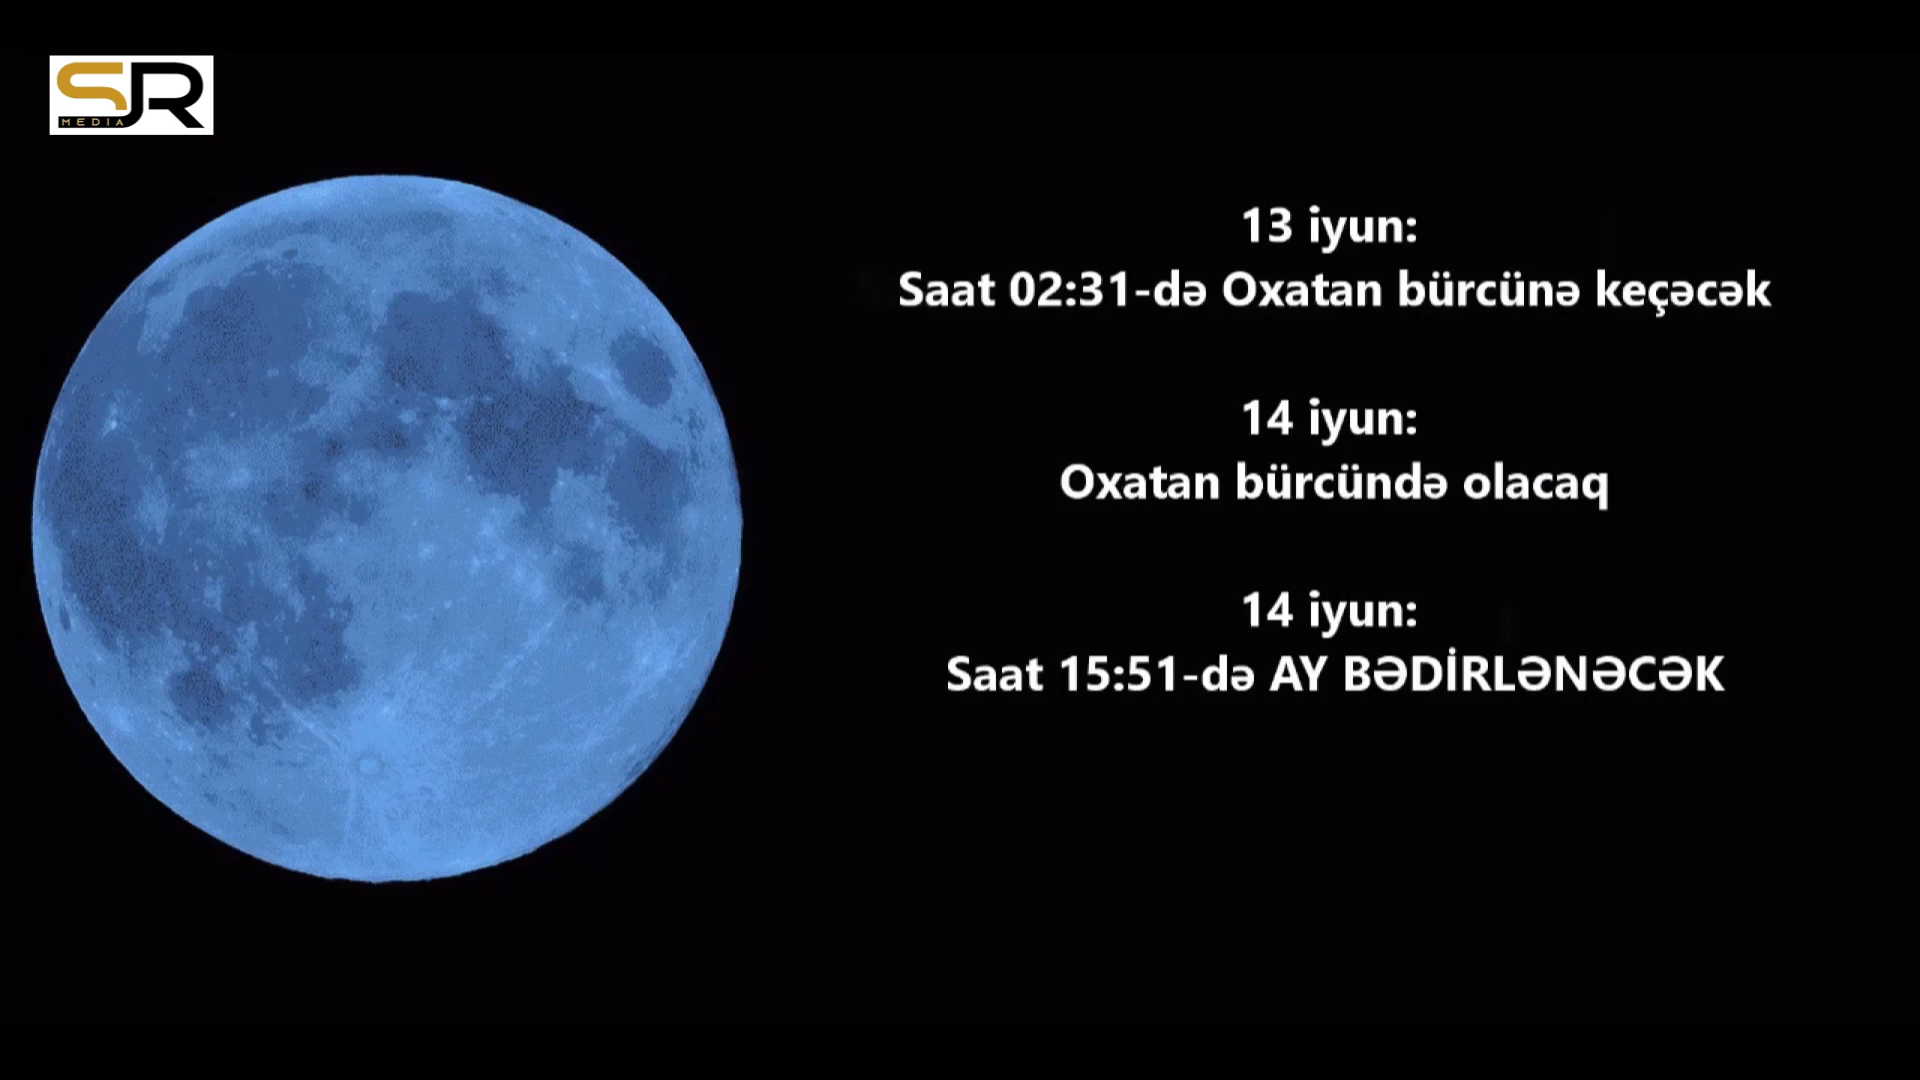 SR
MEDIA
13 iyun:
Saat 02:31-də Oxatan bürcünə keçəcək
14 iyun:
Oxatan bürcündə olacaq
14 iyun:
Saat 15:51-də AY BƏDİRLƏNƏCƏK